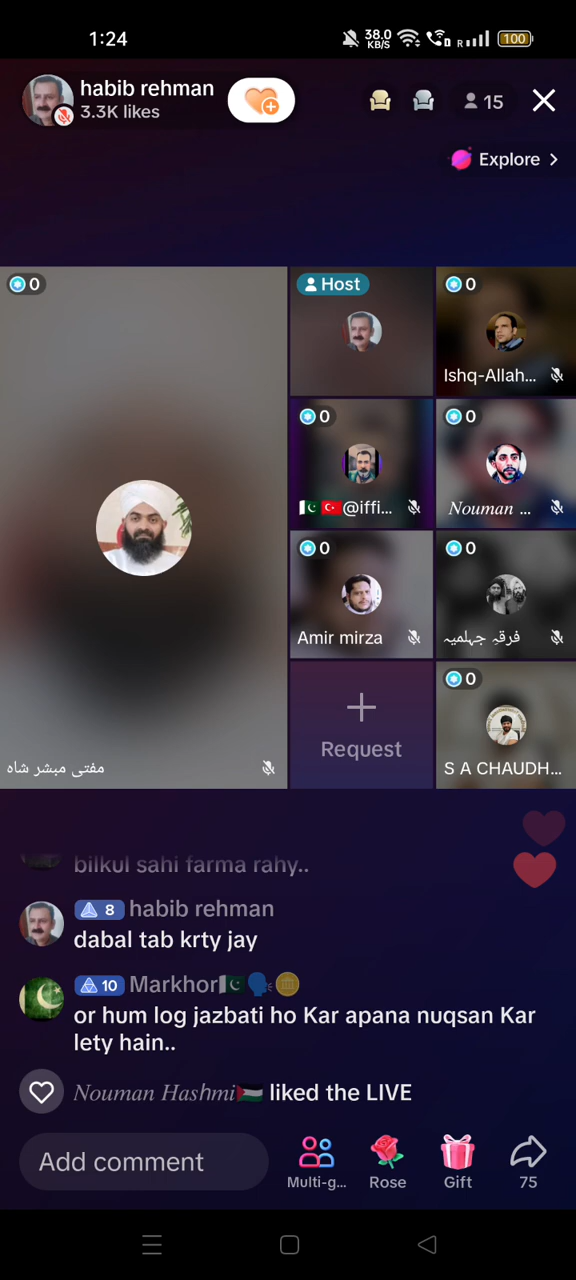 1:24
38.0
KB/S
R
100
habib rehman
3.3K likes
15
Explore
0
Host
0
Ishq-Allah...
0
@iffi...
0
Nouman ...
0
Amir mirza
0
فرقہِ جہلمیہ
Request
0
S A CHAUDH...
مفتی مبشر شاہ
bilkul sahi farma rahy..
8 habib rehman
dabal tab krty jay
10 Markhor
or hum log jazbati ho Kar apana nuqsan Kar
lety hain..
Nouman Hashmi liked the LIVE
Add comment
Multi-g...
Rose
Gift
75